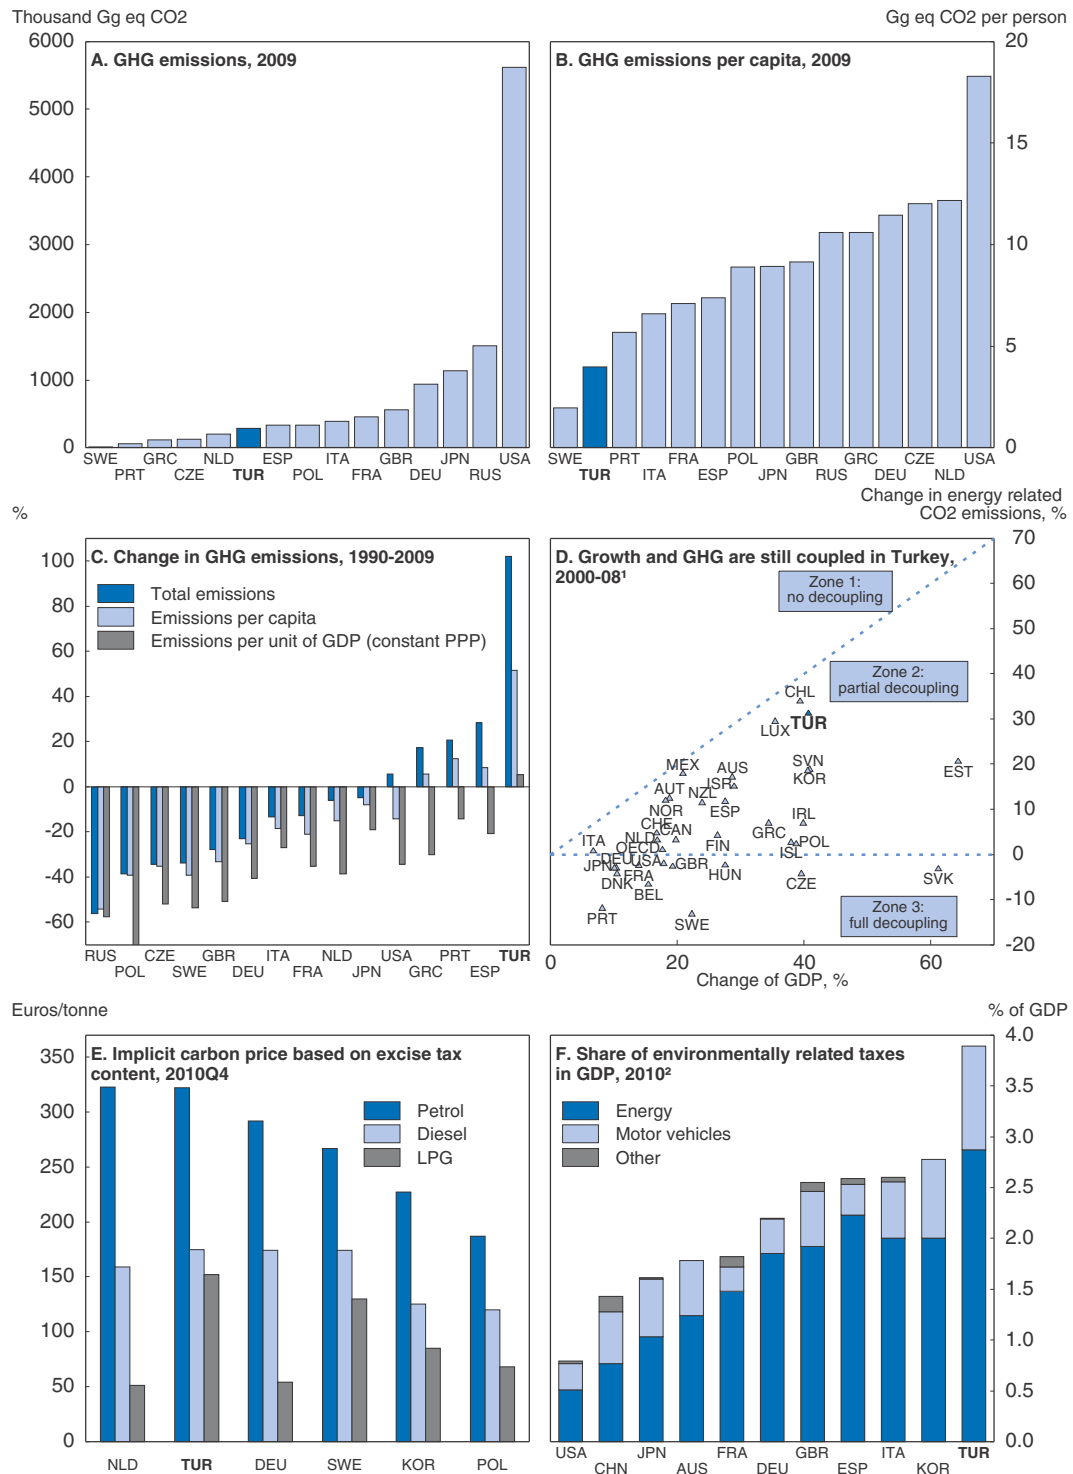 Thousand Gg eq CO2
Gg eq CO2 per person
A. GHG emissions, 2009
6000
5000
4000
3000
2000
1000
0
SWE PRT GRC CZE NLD TUR ESP POL ITA FRA GBR DEU JPN RUS USA
B. GHG emissions per capita, 2009
20
15
10
5
0
SWE TUR PRT ITA FRA ESP POL JPN GBR RUS GRC DEU CZE NLD USA
%
C. Change in GHG emissions, 1990-2009
Total emissions
Emissions per capita
Emissions per unit of GDP (constant PPP)
100
80
60
40
20
0
-20
-40
-60
RUS POL CZE SWE GBR DEU ITA FRA NLD JPN USA GRC PRT ESP TUR
Change in energy related
CO2 emissions, %
D. Growth and GHG are still coupled in Turkey,
2000-08¹
Zone 1:
no decoupling
Zone 2:
partial decoupling
Zone 3:
full decoupling
CHL
LUX
TUR
MEX
AUS
ISR
SVN
KOR
EST
AUT
NZL
NOR
ESP
CHE
NLD
CAN
OECD
FIN
GRC
IRL
ISL
POL
ITA
JPN
DEU
USA
FRA
GBR
DNK
BEL
HUN
CZE
SVK
PRT
SWE
70
60
50
40
30
20
10
0
-10
-20
0 20 40 60
Change of GDP, %
Euros/tonne
E. Implicit carbon price based on excise tax
content, 2010Q4
Petrol
Diesel
LPG
350
300
250
200
150
100
50
0
NLD TUR DEU SWE KOR POL
% of GDP
F. Share of environmentally related taxes
in GDP, 2010²
Energy
Motor vehicles
Other
4.0
3.5
3.0
2.5
2.0
1.5
1.0
0.5
0.0
USA CHN JPN AUS FRA DEU GBR ESP ITA KOR TUR